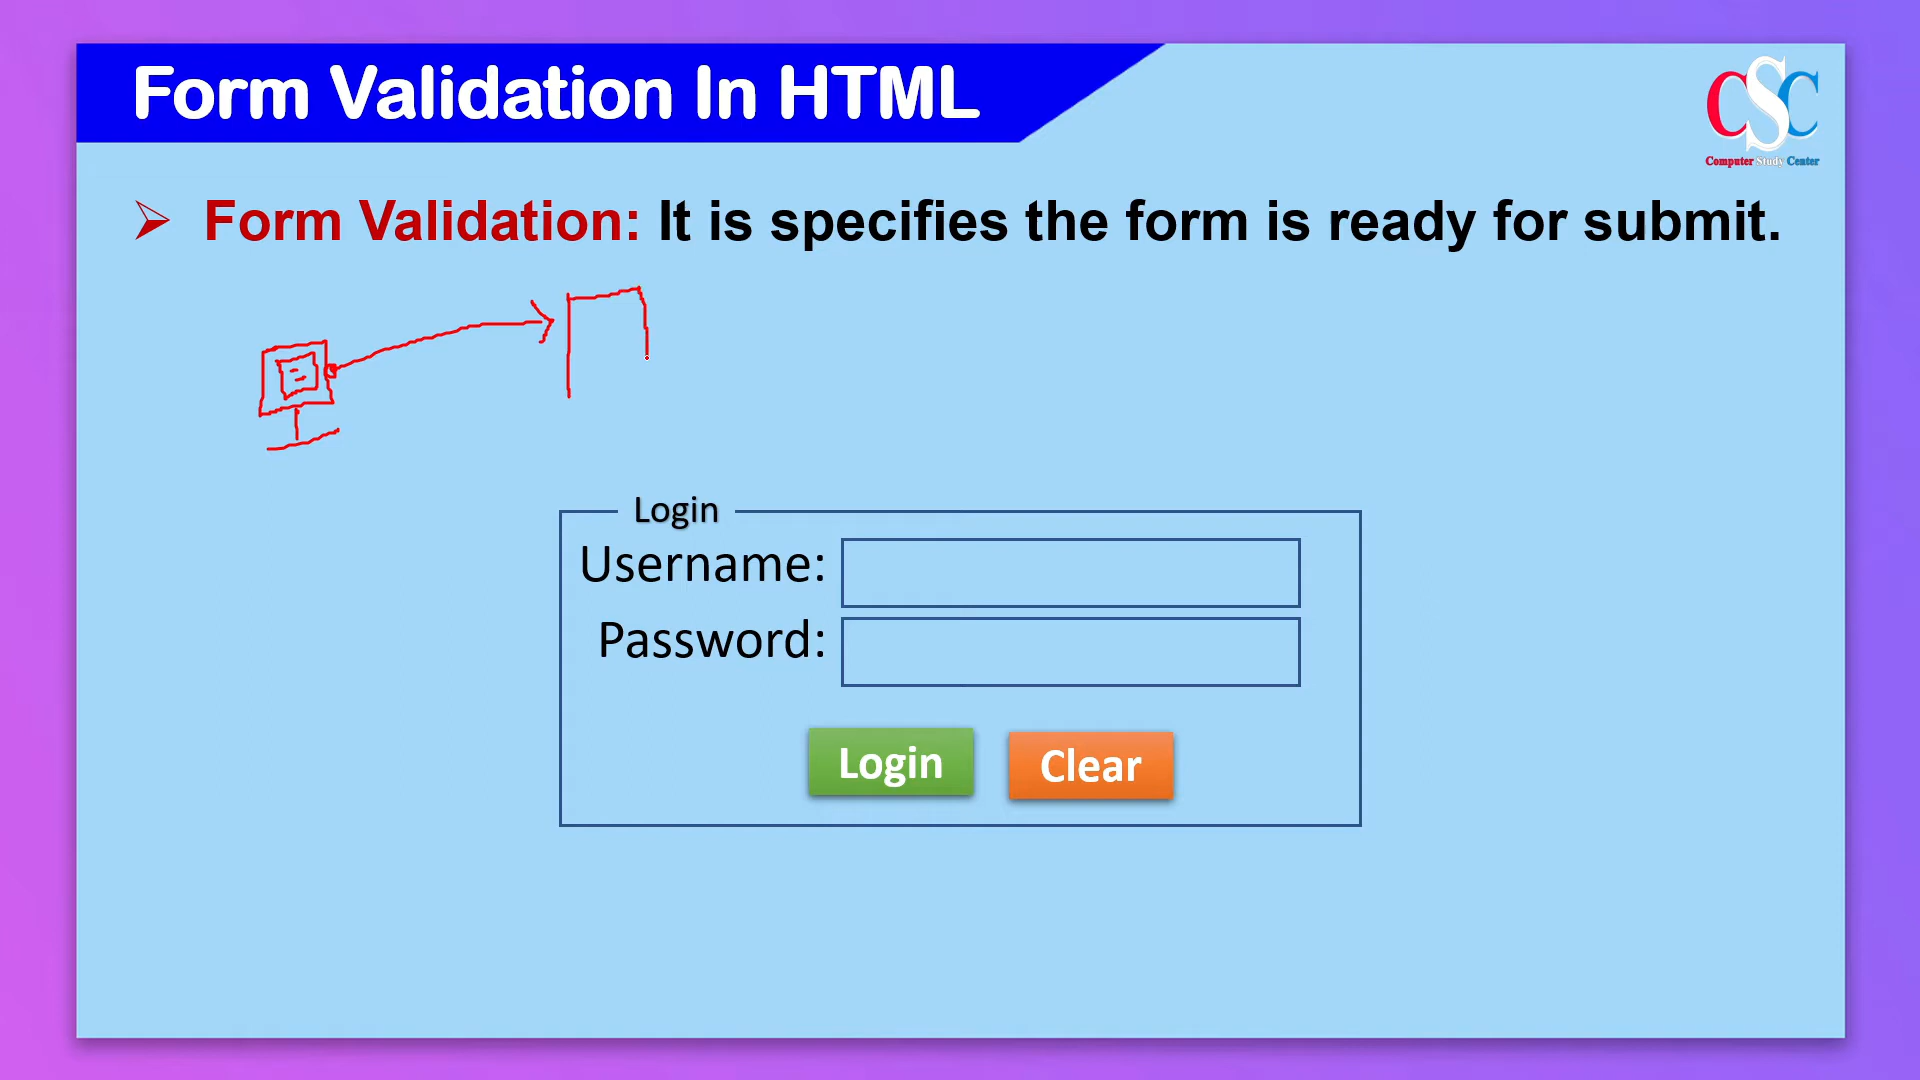 Form Validation In HTML
CSC
Computer Study Center
Form Validation: It is specifies the form is ready for submit.
Login
Username:
Password:
Login
Clear